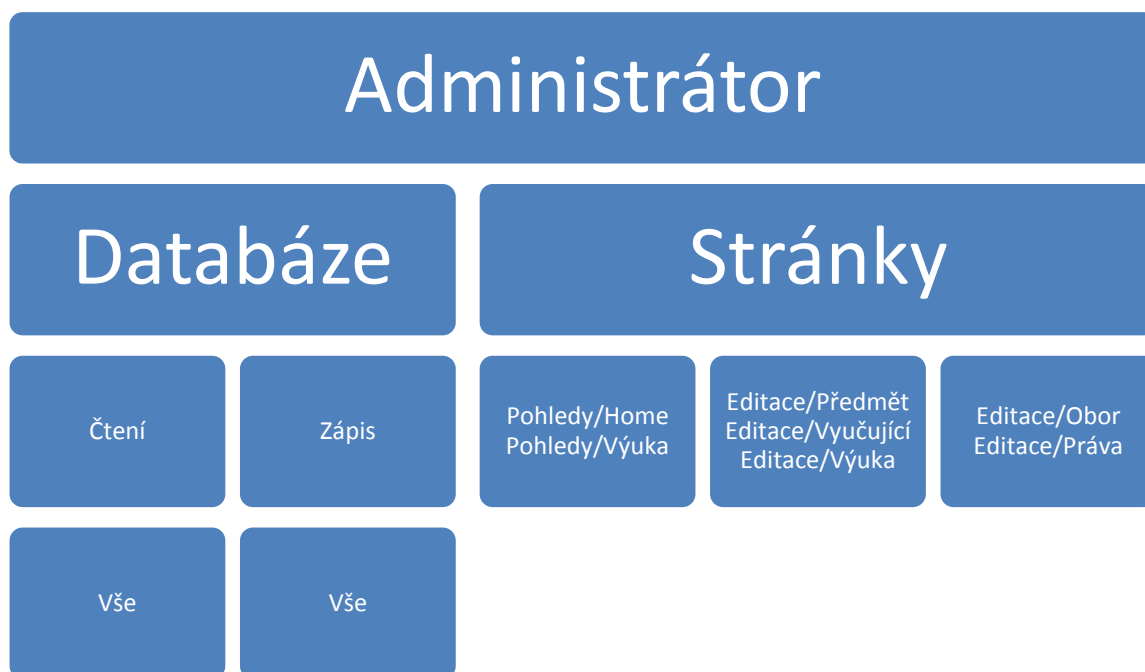 Administrátor
Databáze
Stránky
Čtení
Zápis
Pohledy/Home
Pohledy/Výuka
Editace/Předmět
Editace/Vyučující
Editace/Výuka
Editace/Obor
Editace/Práva
Vše
Vše